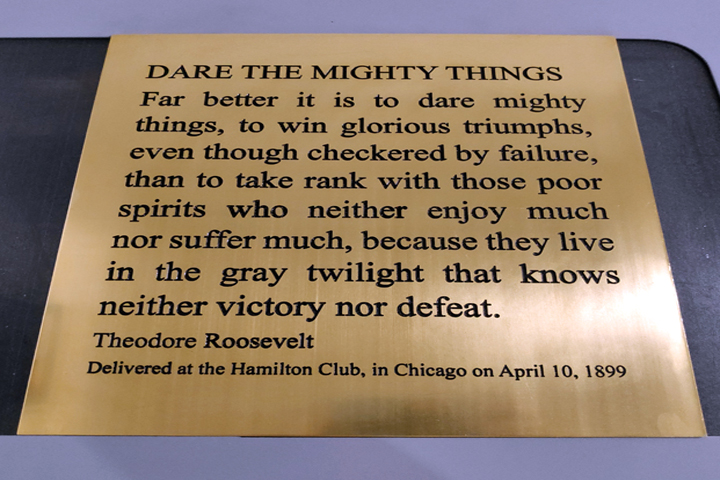 DARE THE MIGHTY THINGS
Far better it is to dare mighty
things, to win glorious triumphs,
even though checkered by failure,
than to take rank with those poor
spirits who neither enjoy much
nor suffer much, because they live
in the gray twilight that knows
neither victory nor defeat.
Theodore Roosevelt
Delivered at the Hamilton Club, in Chicago on April 10, 1899